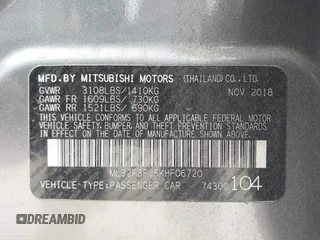 MFD.BY MITSUBISHI MOTORS (THAILAND)CO.,LTD.
GVWR 3108LBS/1410KG NOV 2018
GAWR FR 1609LBS/ 730KG
GAWR RR 1521LBS/ 690KG
THIS VEHICLE CONFORMS TO ALL APPLICABLE FEDERAL
MOTOR VEHICLE SAFETY, BUMPER, AND THEFT PREVENTION
STANDARDS IN EFFECT ON THE DATE OF MANUFACTURE
SHOWN ABOVE.
VEHICLE TYPE:PASSENGER CAR 7430 104
DREAMBID